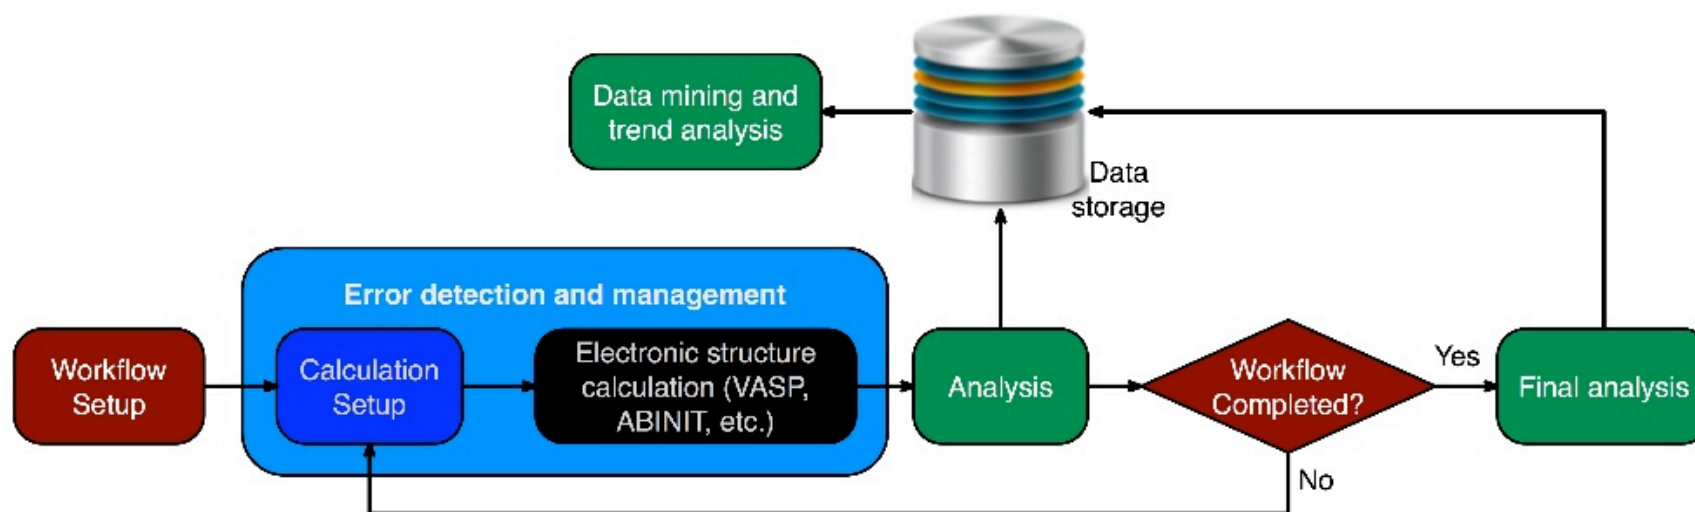 Data mining and
trend analysis
Data
storage
Error detection and management
Workflow
Setup
Calculation
Setup
Electronic structure
calculation (VASP,
ABINIT, etc.)
Analysis
Workflow
Completed?
Yes
Final analysis
No